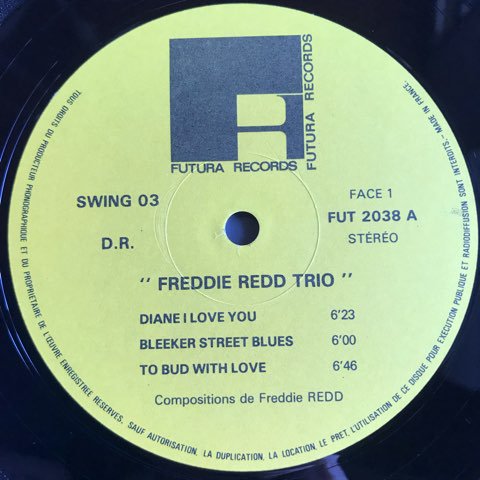 FUTURA RECORDS
FUTURA RECORDS
SWING 03
FACE 1
FUT 2038 A
D.R.
STÉRÉO
" FREDDIE REDD TRIO "
DIANE I LOVE YOU 6'23
BLEEKER STREET BLUES 6'00
TO BUD WITH LOVE 6'46
Compositions de Freddie REDD
TOUS DROITS DU PRODUCTEUR PHONOGRAPHIQUE ET DU PROPRIETAIRE DE L'ŒUVRE ENREGISTREE RESERVES, SAUF AUTORISATION, LA DUPLICATION, LA LOCATION, LE PRET, L'UTILISATION DE CE DISQUE POUR EXECUTION PUBLIQUE ET RADIODIFFUSION SONT INTERDITS - MADE IN FRANCE.